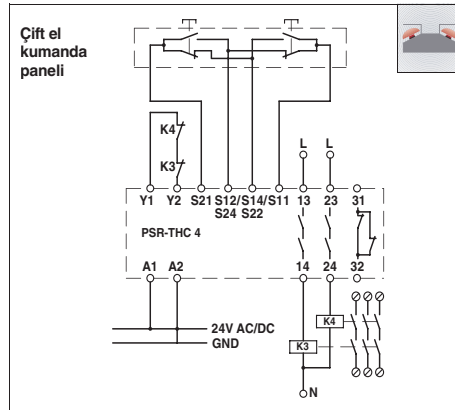 Çift el
kumanda
paneli
K4
K3
L L
Y1 Y2 S21 S12/S14/S11 13 23 31
S24 S22
PSR-THC 4
A1 A2 14 24 32
24V AC/DC
GND
K4
K3
N